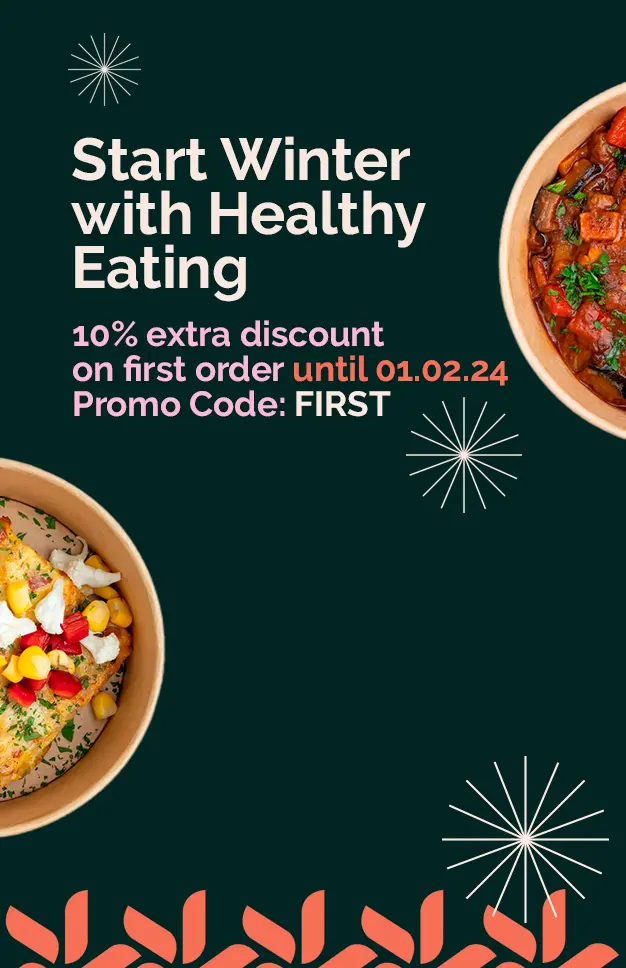 Start Winter
with Healthy
Eating
10% extra discount
on first order until 01.02.24
Promo Code: FIRST